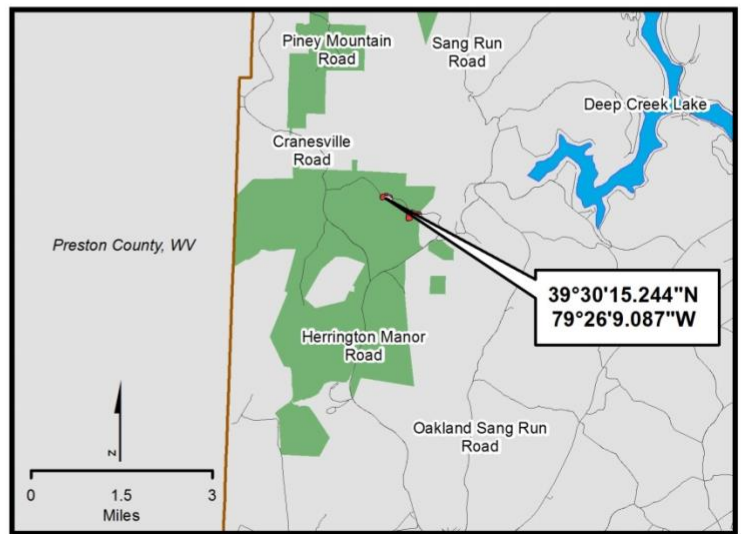 Piney Mountain
Road
Sang Run
Road
Deep Creek Lake
Cranesville
Road
Preston County, WV
39°30'15.244"N
79°26'9.087"W
Herrington Manor
Road
Oakland Sang Run
Road
N
0 1.5 3
Miles